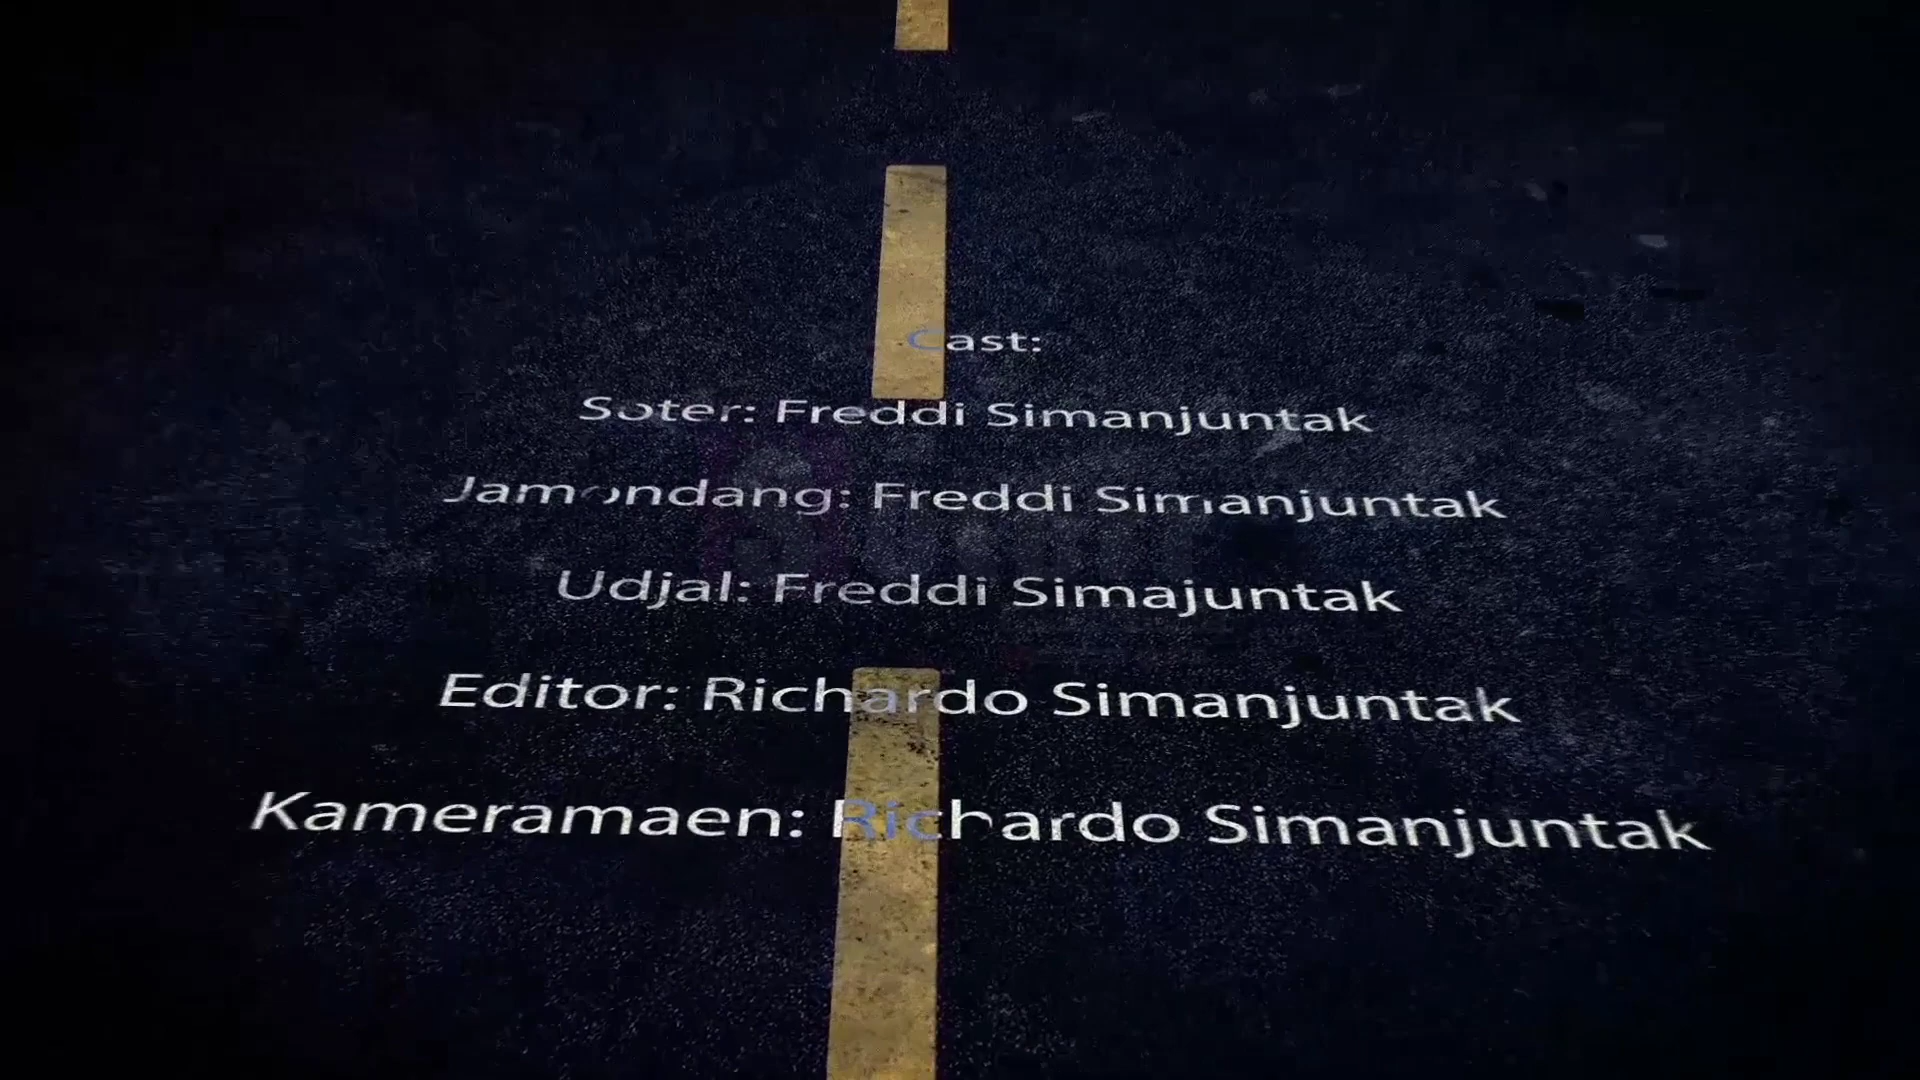 Cast:
Soter: Freddi Simanjuntak
Jamondang: Freddi Simanjuntak
Udjal: Freddi Simajuntak
Editor: Richardo Simanjuntak
Kameramaen: Richardo Simanjuntak